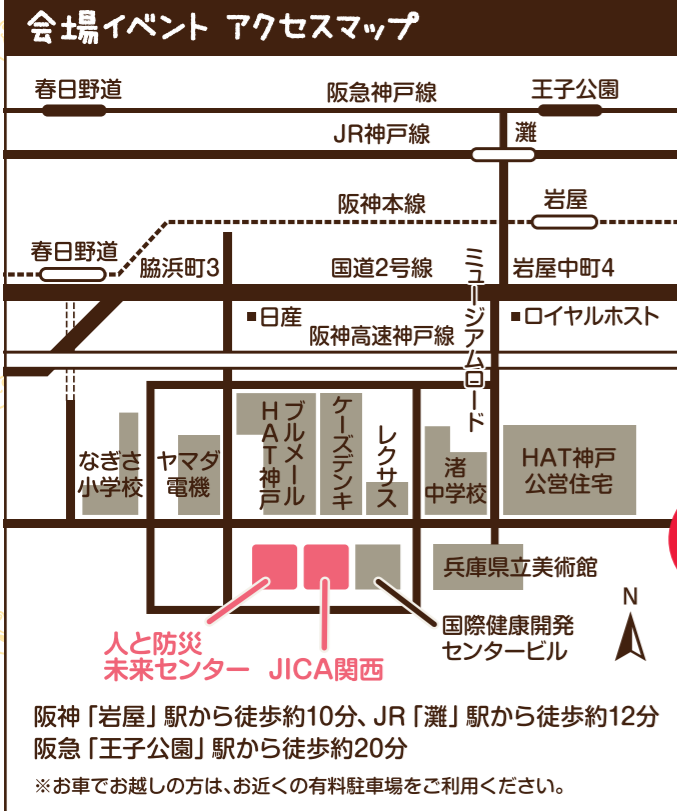 会場イベント アクセスマップ
春日野道
阪急神戸線
王子公園
JR神戸線
灘
阪神本線
岩屋
春日野道
脇浜町3
国道2号線
ミュージアムロード
岩屋中町4
■日産
阪神高速神戸線
■ロイヤルホスト
なぎさ
小学校
ヤマダ
電機
ブルメール
HAT神戸
ケーズデンキ
レクサス
渚
中学校
HAT神戸
公営住宅
兵庫県立美術館
国際健康開発
センタービル
N
人と防災
未来センター
JICA関西
阪神「岩屋」駅から徒歩約10分、JR「灘」駅から徒歩約12分
阪急「王子公園」駅から徒歩約20分
※お車でお越しの方は、お近くの有料駐車場をご利用ください。